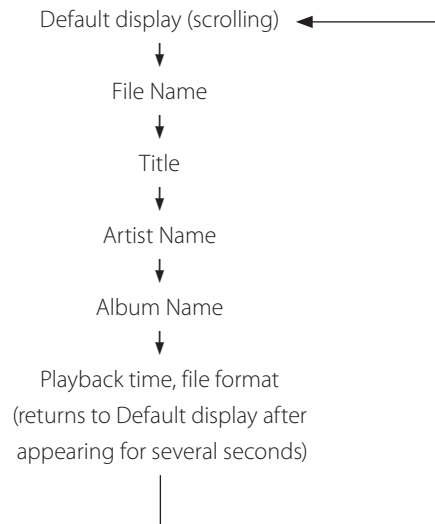 Default display (scrolling)
File Name
Title
Artist Name
Album Name
Playback time, file format
(returns to Default display after
appearing for several seconds)